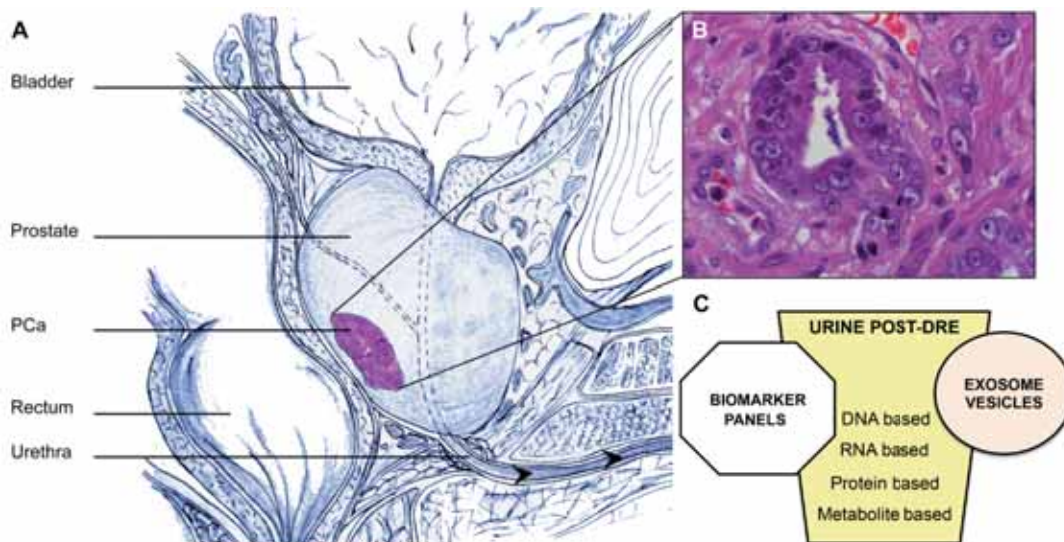 A
Bladder
Prostate
PCa
Rectum
Urethra
B
C
URINE POST-DRE
BIOMARKER
PANELS
EXOSOME
VESICLES
DNA based
RNA based
Protein based
Metabolite based